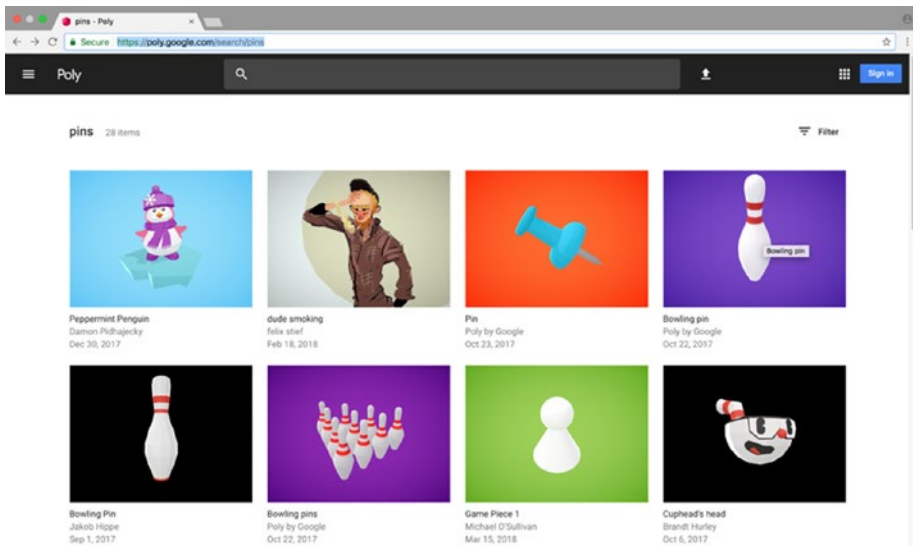 pins - Poly
Secure https://poly.google.com/search/pins
Poly
Sign in
pins 28 items
Filter
Peppermint Penguin
Damon Pidhajecky
Dec 30, 2017
dude smoking
felix stief
Feb 18, 2018
Pin
Poly by Google
Oct 23, 2017
Bowling pin
Bowling pin
Poly by Google
Oct 22, 2017
Bowling Pin
Jakob Hippe
Sep 1, 2017
Bowling pins
Poly by Google
Oct 22, 2017
Game Piece 1
Michael O'Sullivan
Mar 15, 2018
Cuphead's head
Brandt Hurley
Oct 6, 2017